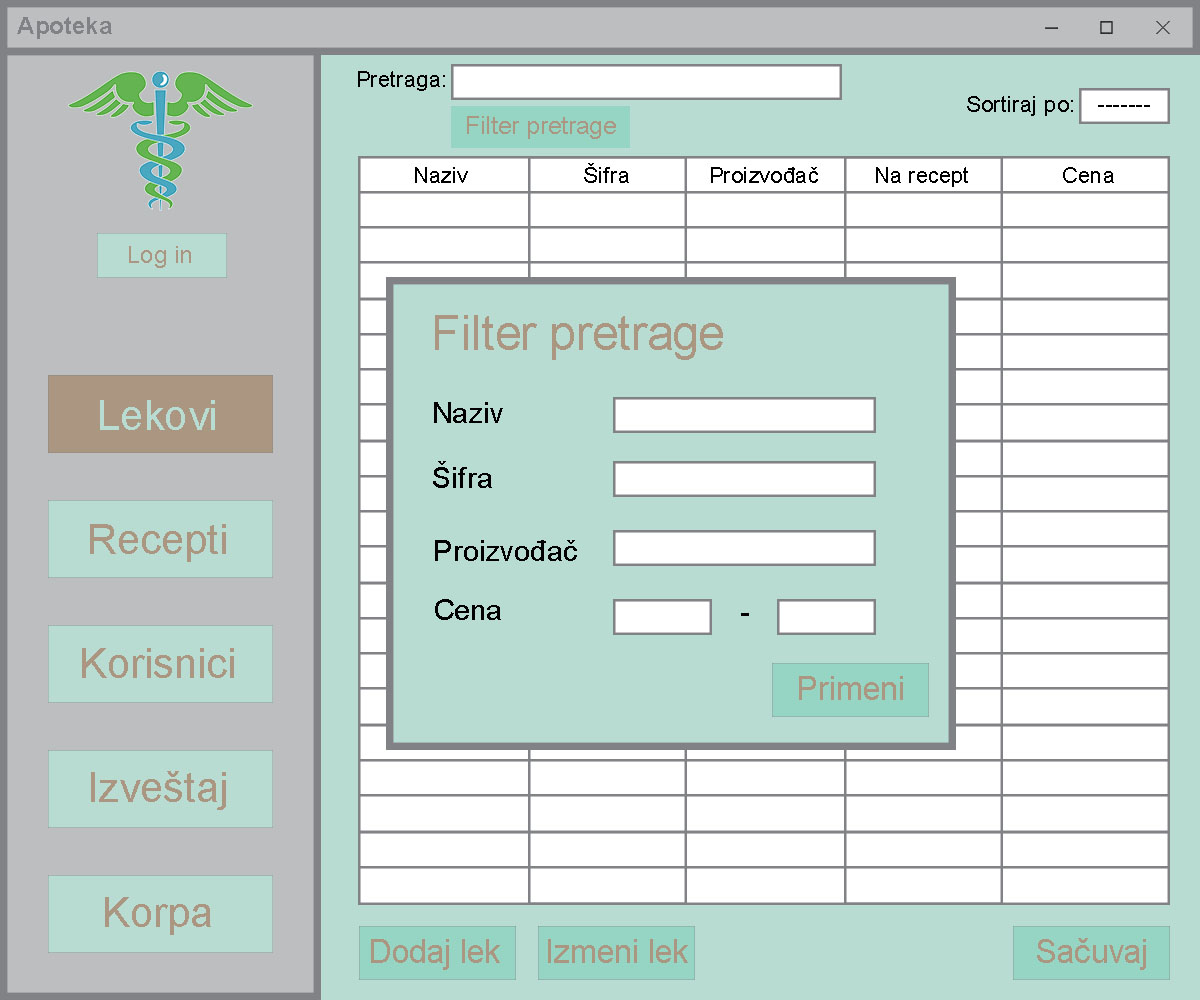 Apoteka
Log in
Lekovi
Recepti
Korisnici
Izveštaj
Korpa
Pretraga:
Filter pretrage
Sortiraj po: -------
Naziv Šifra Proizvođač Na recept Cena
Filter pretrage
Naziv
Šifra
Proizvođač
Cena -
Primeni
Dodaj lek Izmeni lek Sačuvaj